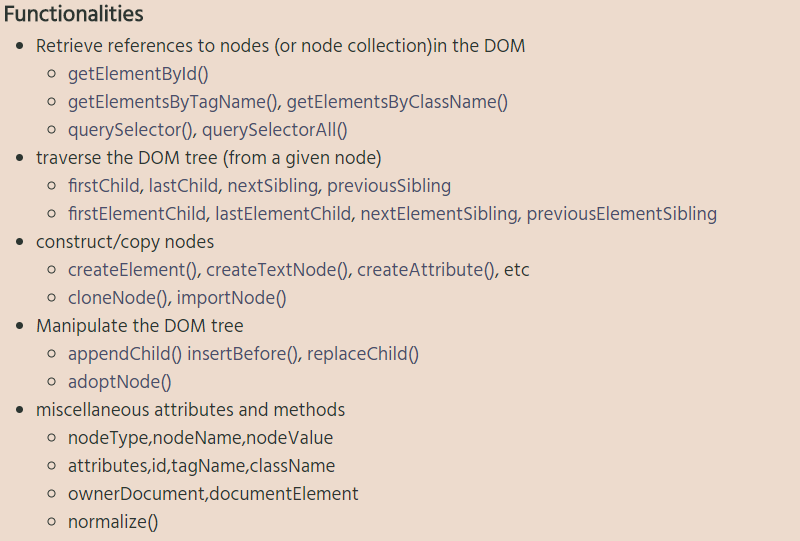 Functionalities
Retrieve references to nodes (or node collection)in the DOM
getElementById()
getElementsByTagName(), getElementsByClassName()
querySelector(), querySelectorAll()
traverse the DOM tree (from a given node)
firstChild, lastChild, nextSibling, previousSibling
firstElementChild, lastElementChild, nextElementSibling, previousElementSibling
construct/copy nodes
createElement(), createTextNode(), createAttribute(), etc
cloneNode(), importNode()
Manipulate the DOM tree
appendChild() insertBefore(), replaceChild()
adoptNode()
miscellaneous attributes and methods
nodeType,nodeName,nodeValue
attributes,id,tagName,className
ownerDocument,documentElement
normalize()